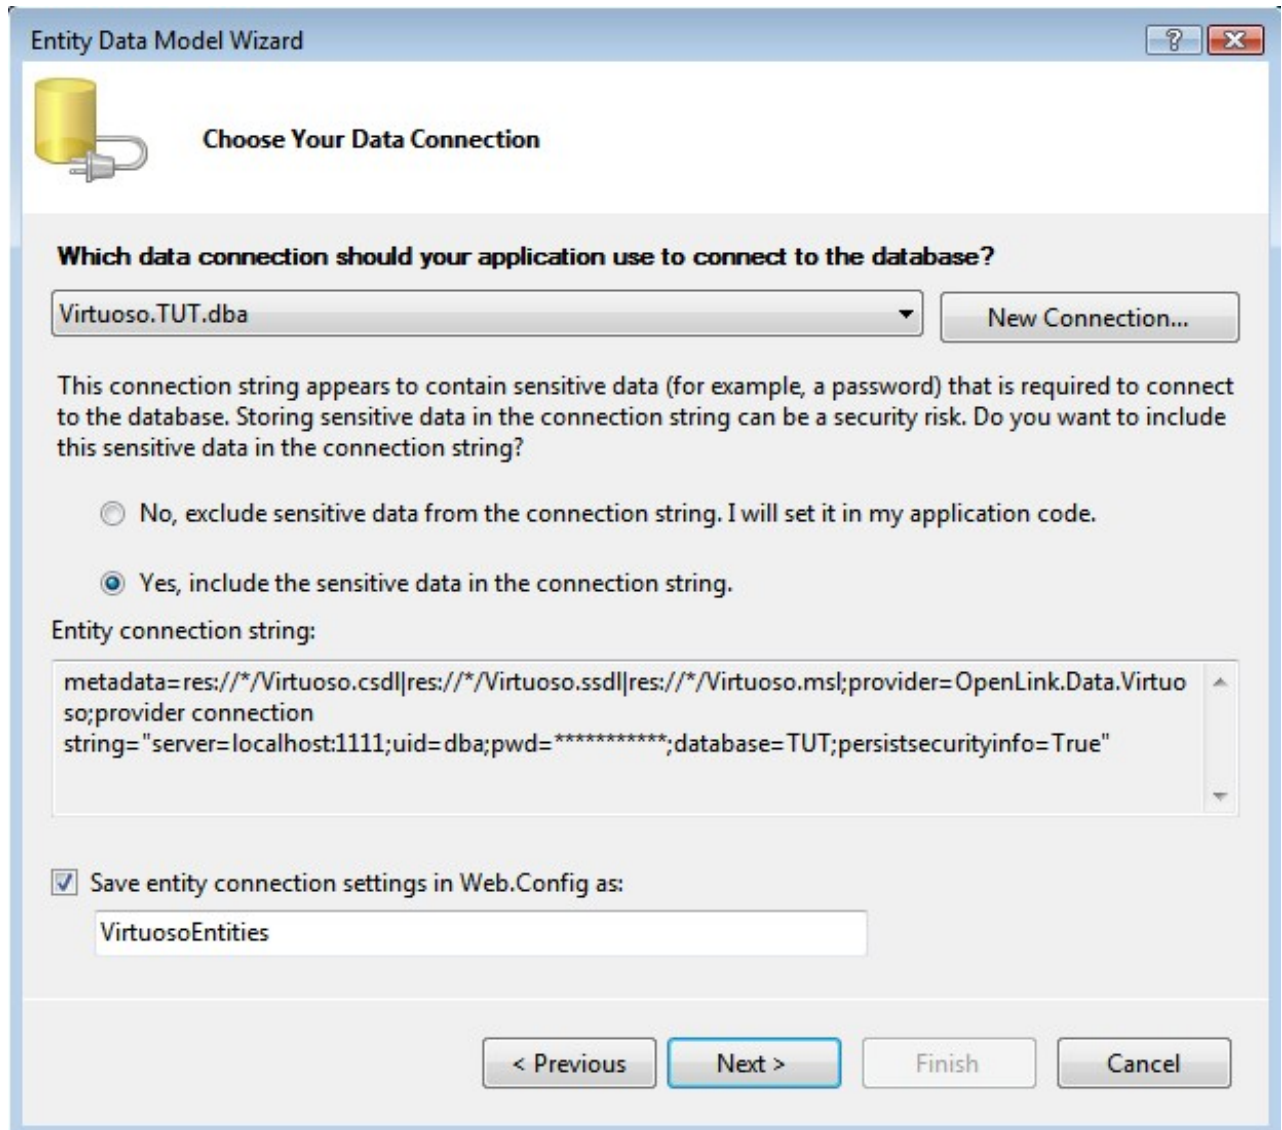 Entity Data Model Wizard
?
Choose Your Data Connection
Which data connection should your application use to connect to the database?
Virtuoso.TUT.dba
New Connection...
This connection string appears to contain sensitive data (for example, a password) that is required to connect
to the database. Storing sensitive data in the connection string can be a security risk. Do you want to include
this sensitive data in the connection string?
No, exclude sensitive data from the connection string. I will set it in my application code.
Yes, include the sensitive data in the connection string.
Entity connection string:
metadata=res://*/Virtuoso.csdl|res://*/Virtuoso.ssdl|res://*/Virtuoso.msl;provider=OpenLink.Data.Virtuo
so;provider connection
string="server=localhost:1111;uid=dba;pwd=***********;database=TUT;persistsecurityinfo=True"
Save entity connection settings in Web.Config as:
VirtuosoEntities
< Previous
Next >
Finish
Cancel